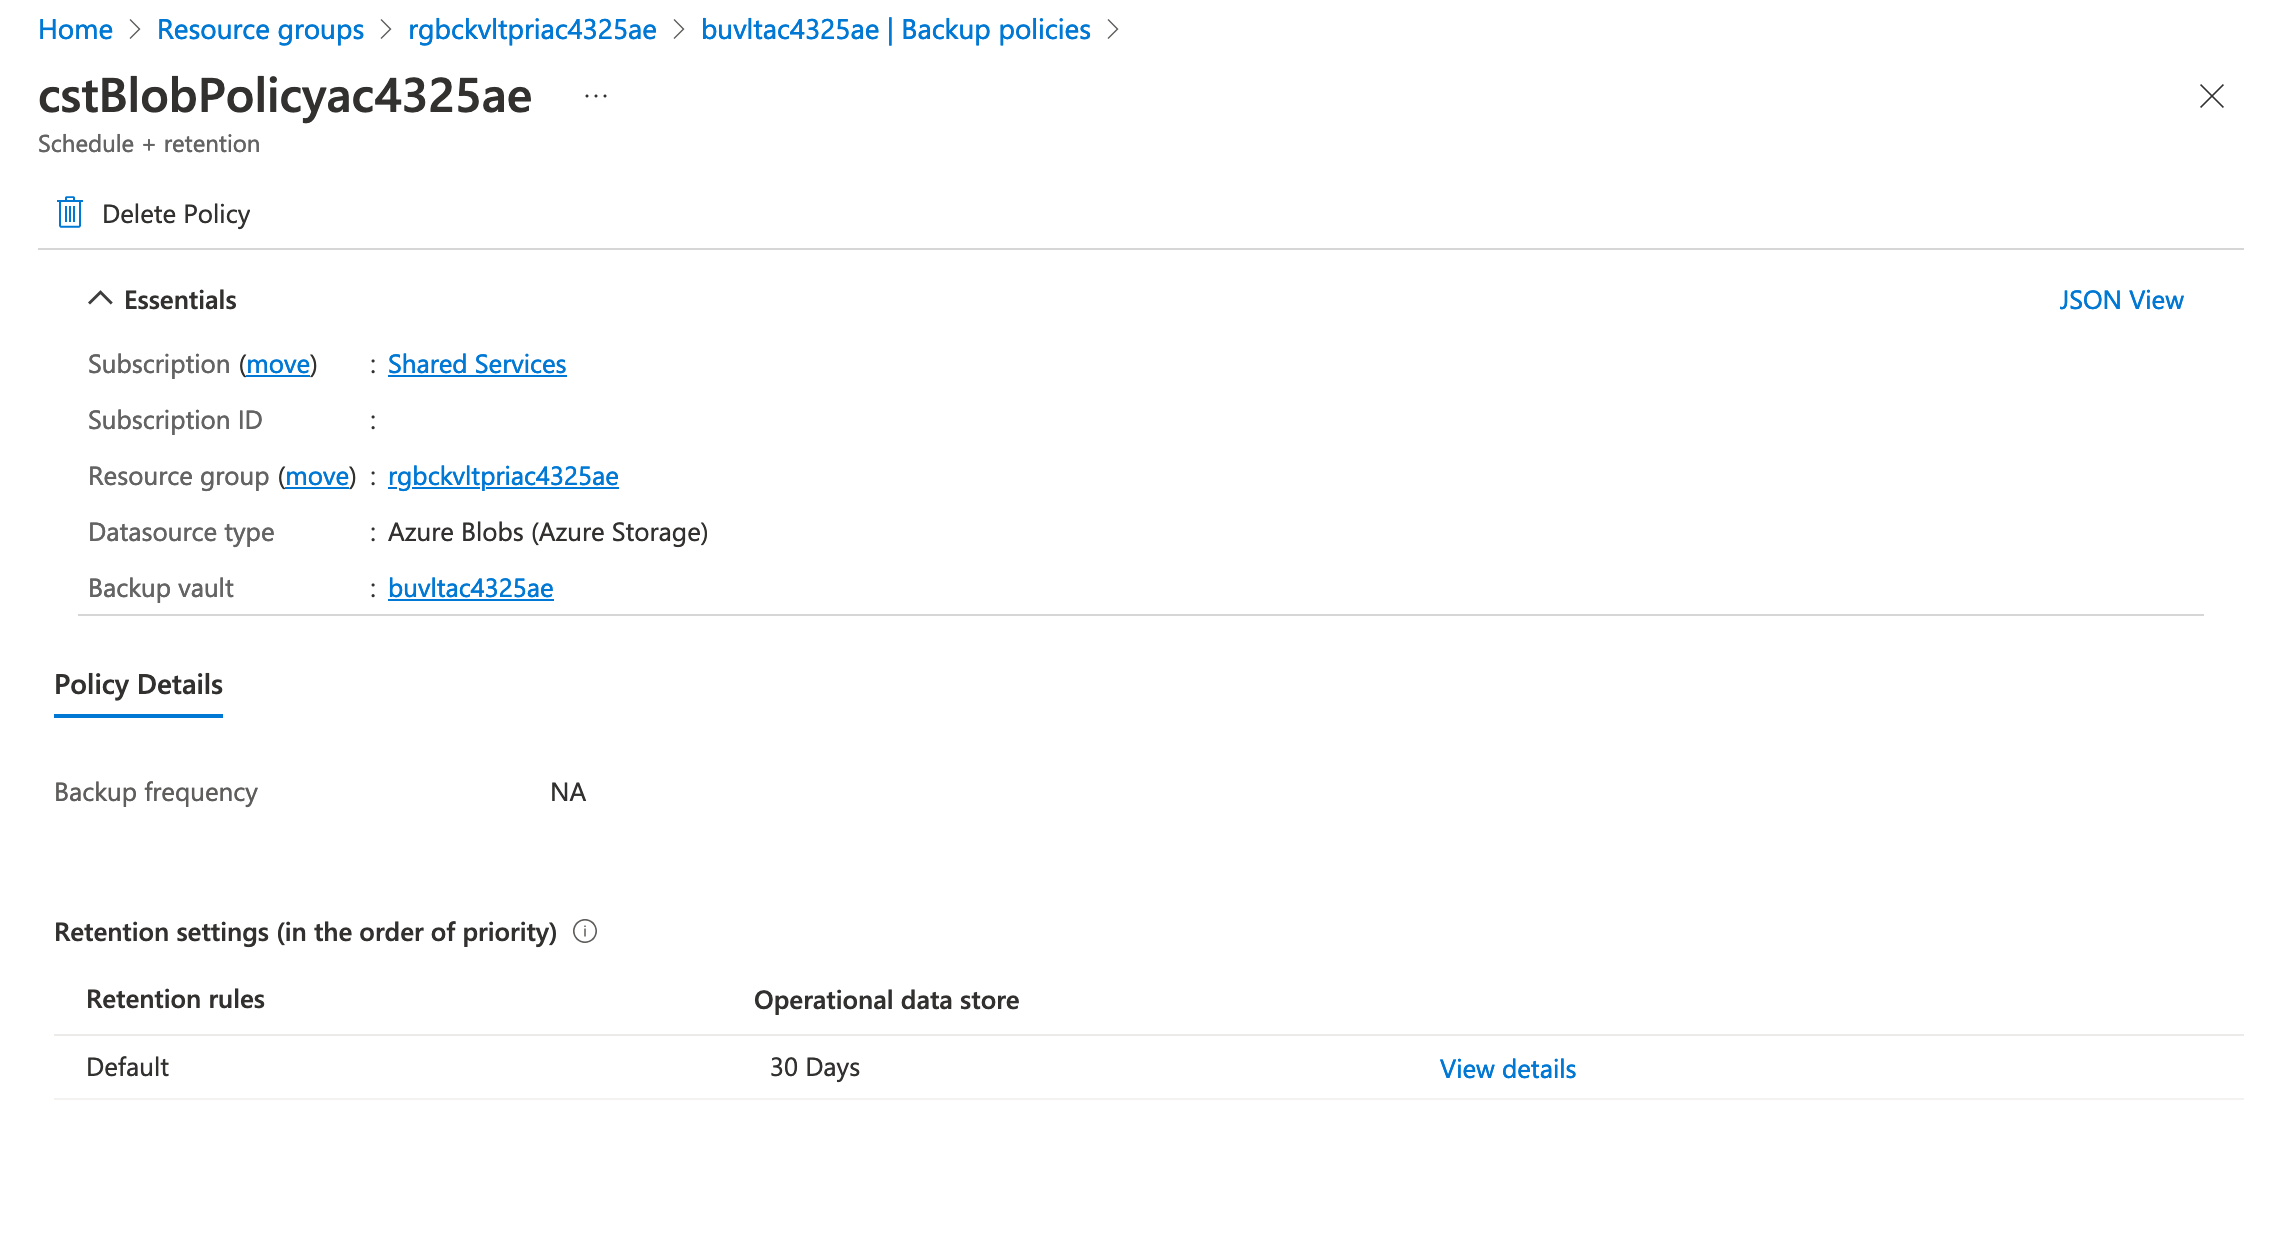 Home > Resource groups > rgbckvltpriac4325ae > buvltac4325ae | Backup policies >
cstBlobPolicyac4325ae ...
Schedule + retention
Delete Policy
Essentials JSON View
Subscription (move) : Shared Services
Subscription ID :
Resource group (move) : rgbckvltpriac4325ae
Datasource type : Azure Blobs (Azure Storage)
Backup vault : buvltac4325ae
Policy Details
Backup frequency NA
Retention settings (in the order of priority)
Retention rules Operational data store
Default 30 Days View details